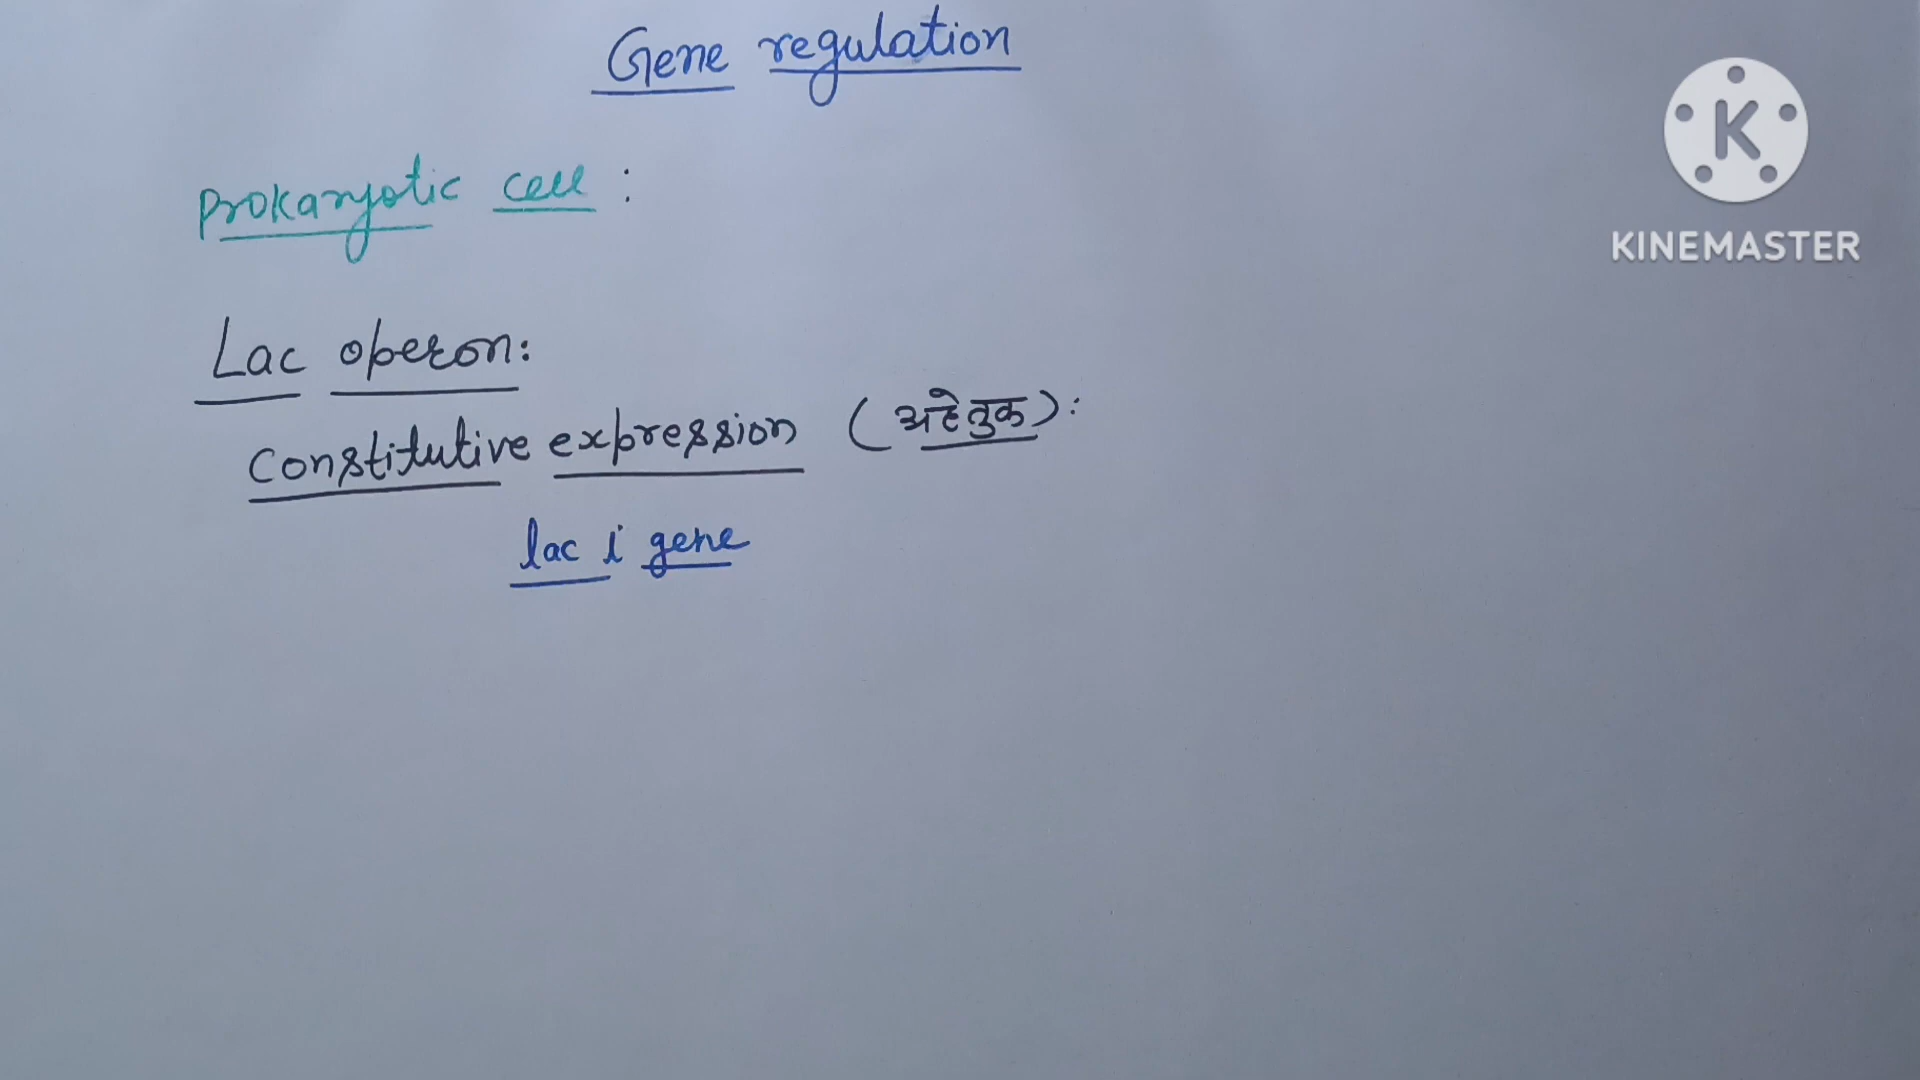 Gene regulation
Prokaryotic cell :
Lac operon:
constitutive expression (अहेतुक):
lac i gene
K
KINEMASTER